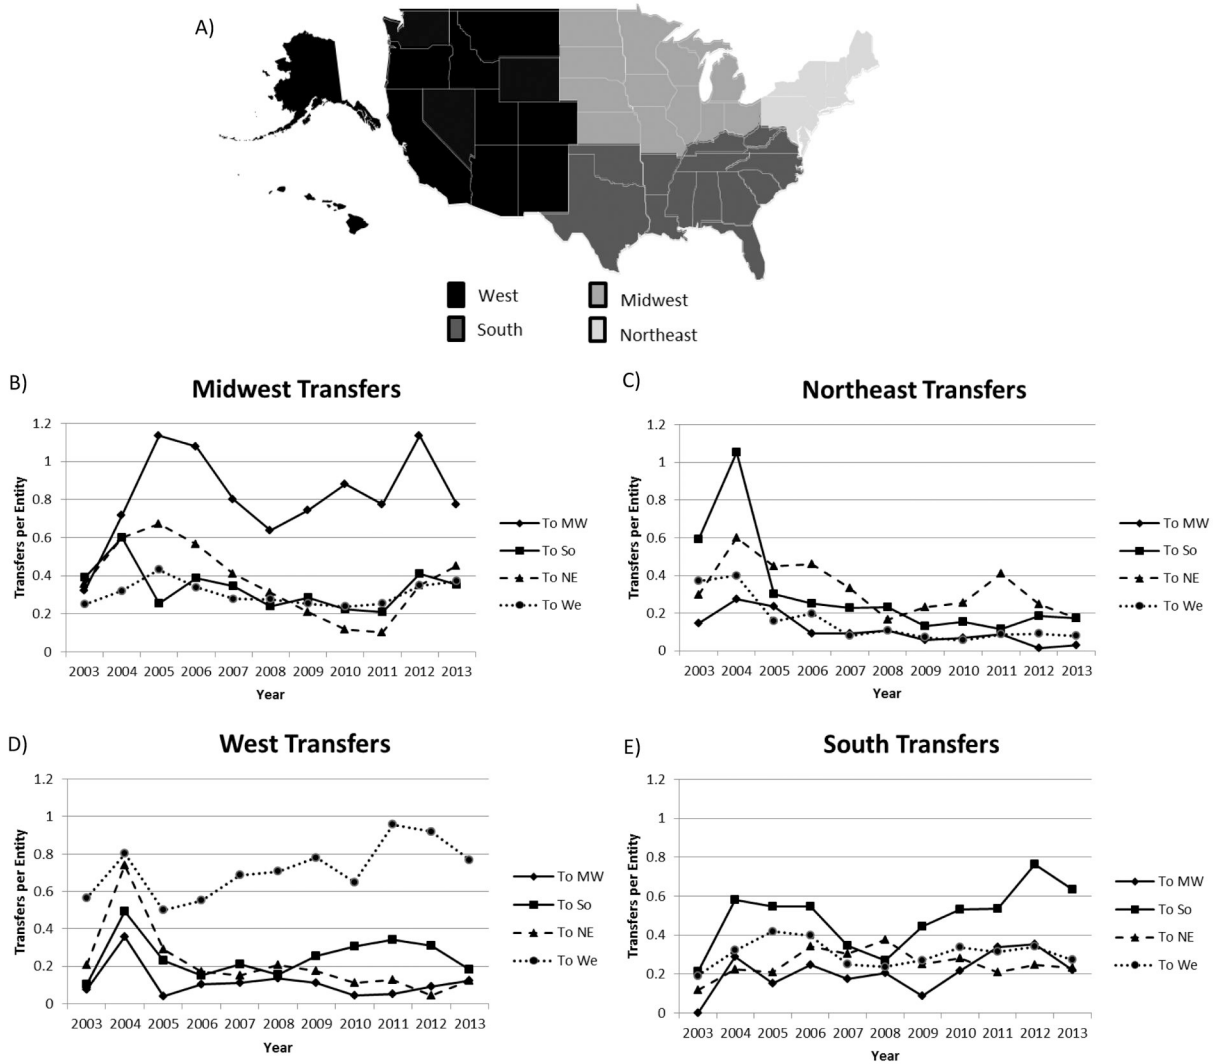 A)
West
Midwest
South
Northeast
B)
Midwest Transfers
Transfers per Entity
1.2
1
0.8
0.6
0.4
0.2
0
2003 2004 2005 2006 2007 2008 2009 2010 2011 2012 2013
Year
To MW
To So
To NE
To We
C)
Northeast Transfers
Transfers per Entity
1.2
1
0.8
0.6
0.4
0.2
0
2003 2004 2005 2006 2007 2008 2009 2010 2011 2012 2013
Year
To MW
To So
To NE
To We
D)
West Transfers
Transfers per Entity
1.2
1
0.8
0.6
0.4
0.2
0
2003 2004 2005 2006 2007 2008 2009 2010 2011 2012 2013
Year
To MW
To So
To NE
To We
E)
South Transfers
Transfers per Entity
1.2
1
0.8
0.6
0.4
0.2
0
2003 2004 2005 2006 2007 2008 2009 2010 2011 2012 2013
Year
To MW
To So
To NE
To We